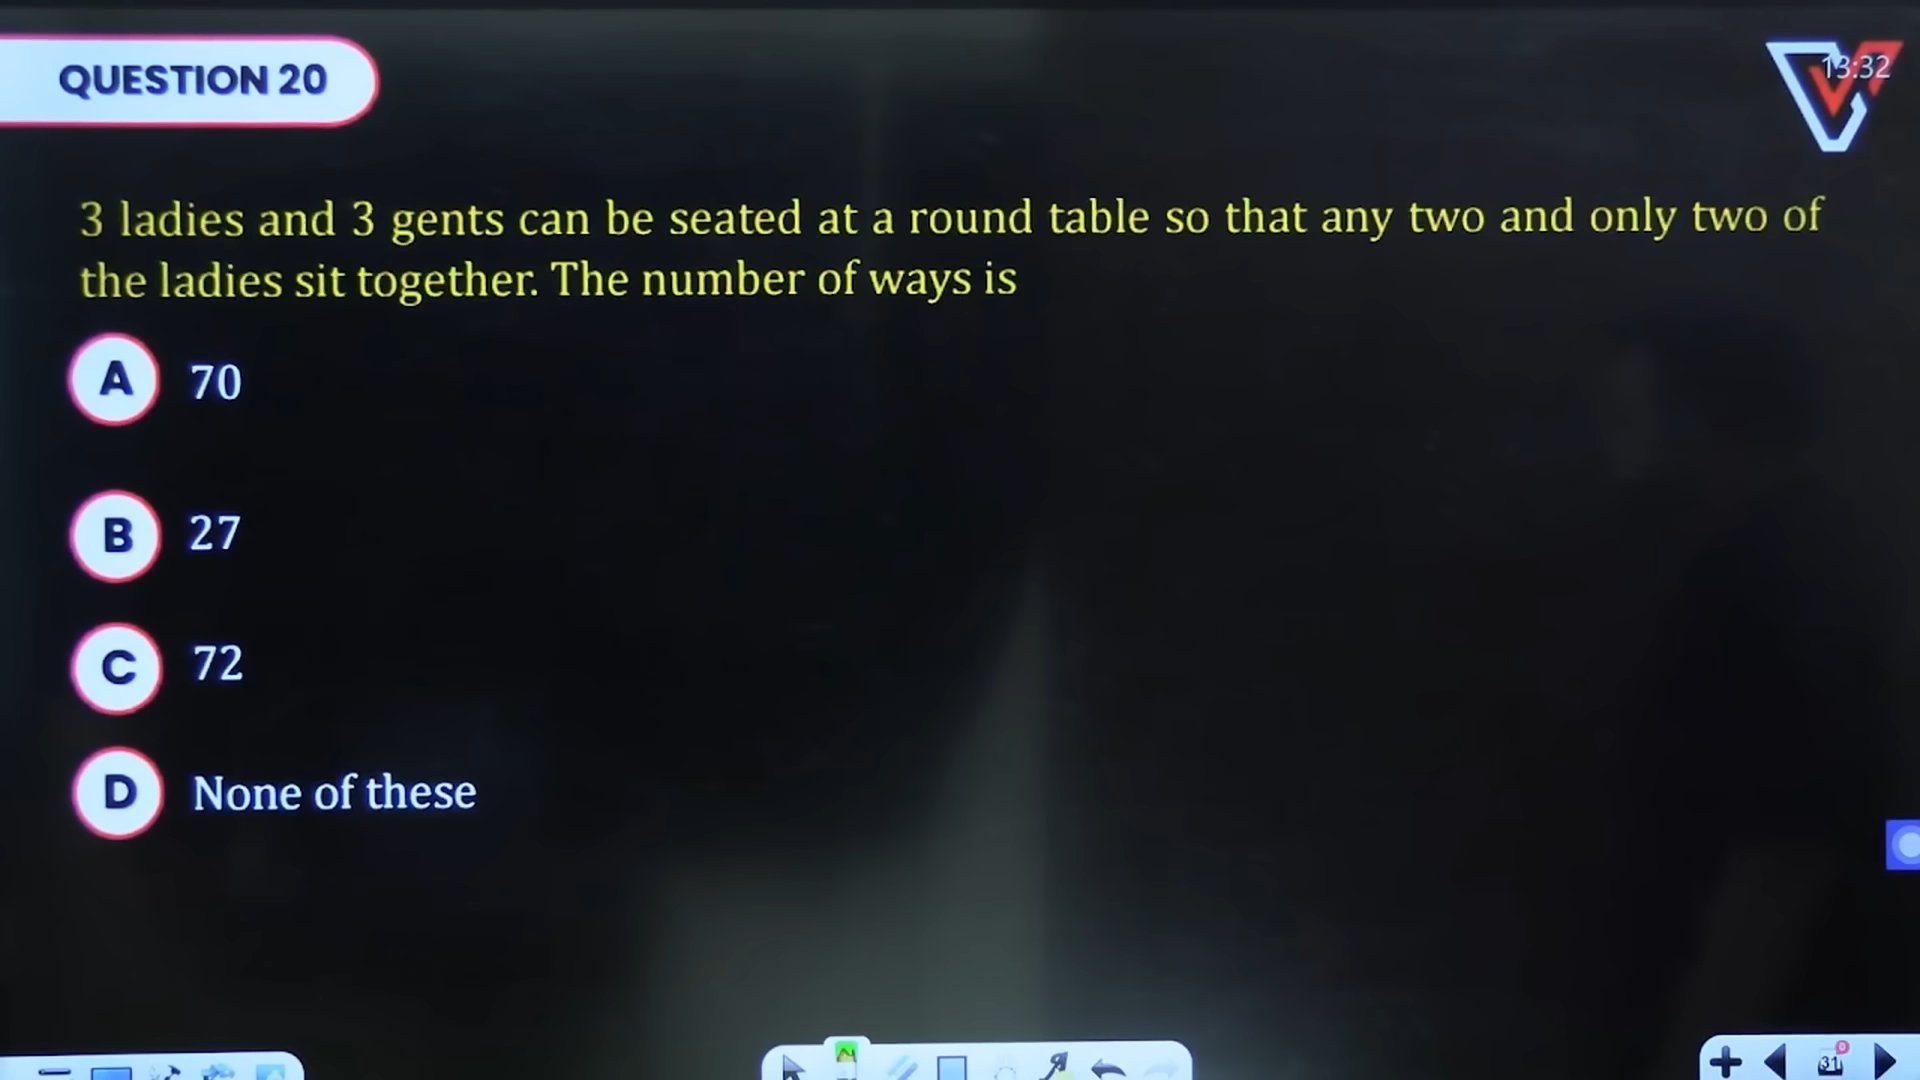 QUESTION 20
13:32
3 ladies and 3 gents can be seated at a round table so that any two and only two of
the ladies sit together. The number of ways is
A 70
B 27
C 72
D None of these
31
0